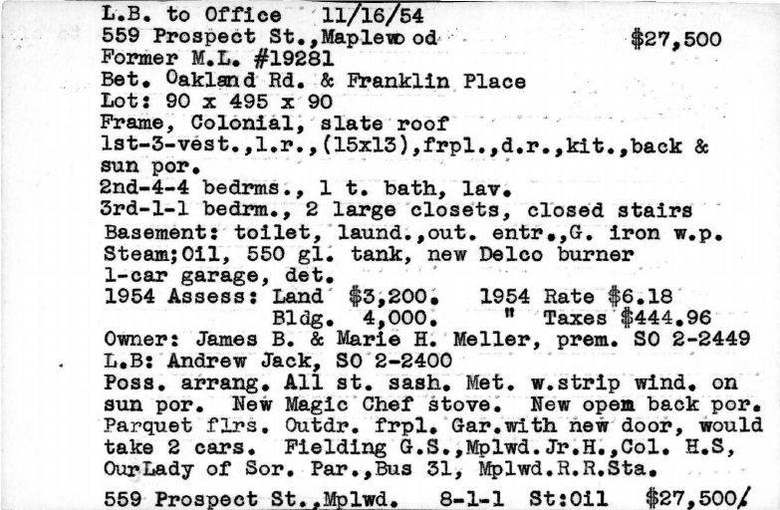 L.B. to Office 11/16/54
559 Prospect St.,Maplewood $27,500
Former M.L. #19281
Bet. Oakland Rd. & Franklin Place
Lot: 90 x 495 x 90
Frame, Colonial, slate roof
1st-3-vest.,l.r.,(15x13),frpl.,d.r.,kit.,back &
sun por.
2nd-4-4 bedrms., 1 t. bath, lav.
3rd-1-1 bedrm., 2 large closets, closed stairs
Basement: toilet, laund.,out. entr.,G. iron w.p.
Steam;Oil, 550 gl. tank, new Delco burner
1-car garage, det.
1954 Assess: Land $3,200. 1954 Rate $6.18
Bldg. 4,000. " Taxes $444.96
Owner: James B. & Marie H. Meller, prem. SO 2-2449
L.B: Andrew Jack, SO 2-2400
Poss. arrang. All st. sash. Met. w.strip wind. on
sun por. New Magic Chef stove. New open back por.
Parquet flrs. Outdr. frpl. Gar.with new door, would
take 2 cars. Fielding G.S.,Mplwd.Jr.H.,Col. H.S,
OurLady of Sor. Par.,Bus 31, Mplwd.R.R.Sta.
559 Prospect St.,Mplwd. 8-1-1 St:Oil $27,500/